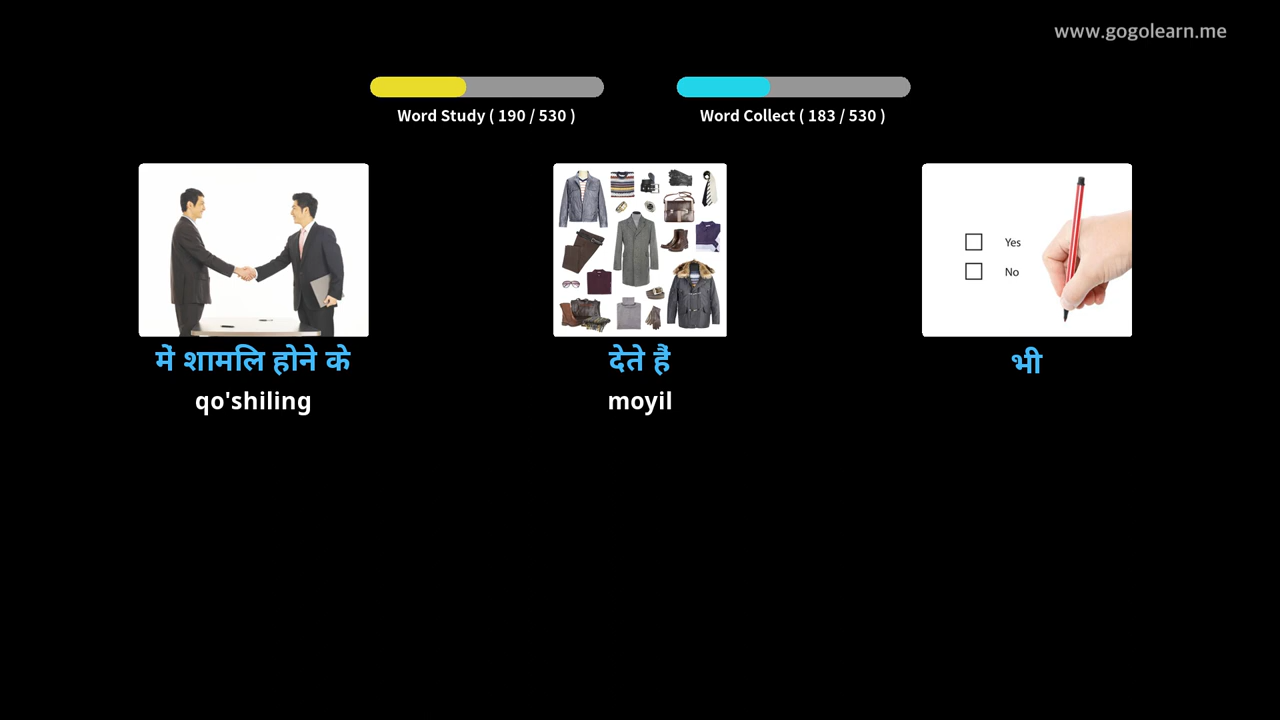 www.gogolearn.me
Word Study ( 190 / 530 )
Word Collect ( 183 / 530 )
Yes
No
में शामलि होने के
देते हैं
भी
qo'shiling
moyil